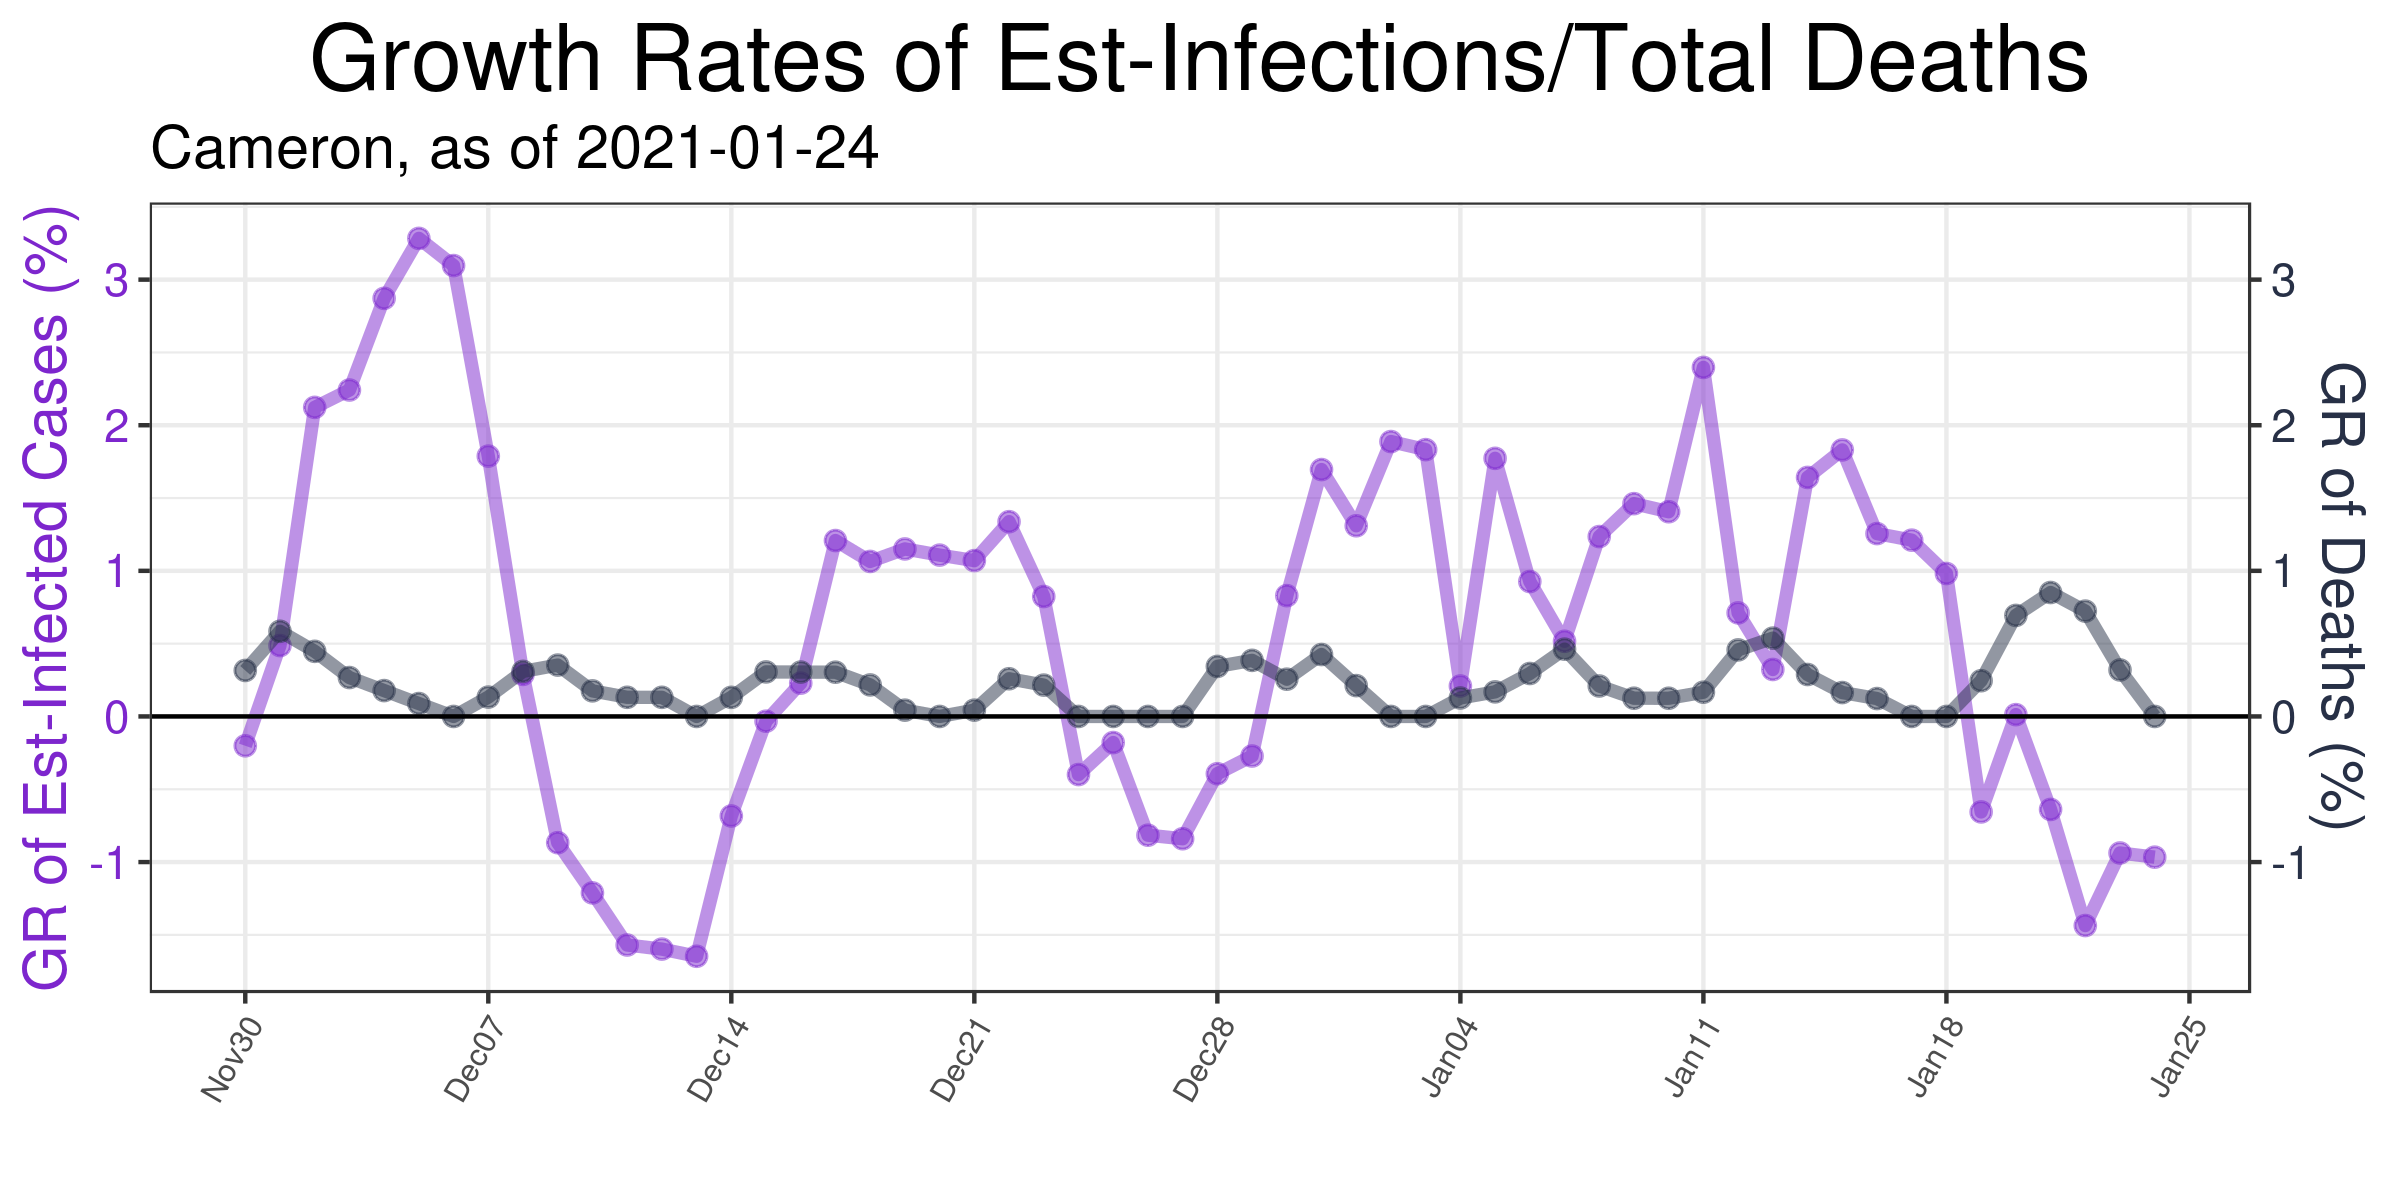 Growth Rates of Est-Infections/Total Deaths
Cameron, as of 2021-01-24
GR of Est-Infected Cases (%)
3
2
1
0
-1
3
2
1
0
-1
GR of Deaths (%)
Nov30
Dec07
Dec14
Dec21
Dec28
Jan04
Jan11
Jan18
Jan25